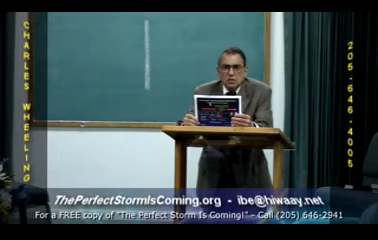 CHARLES WHEELING
205-646-4005
ThePerfectStormIsComing.org - ibe@hiwaay.net
For a FREE copy of "The Perfect Storm Is Coming!" - Call (205) 646-2941